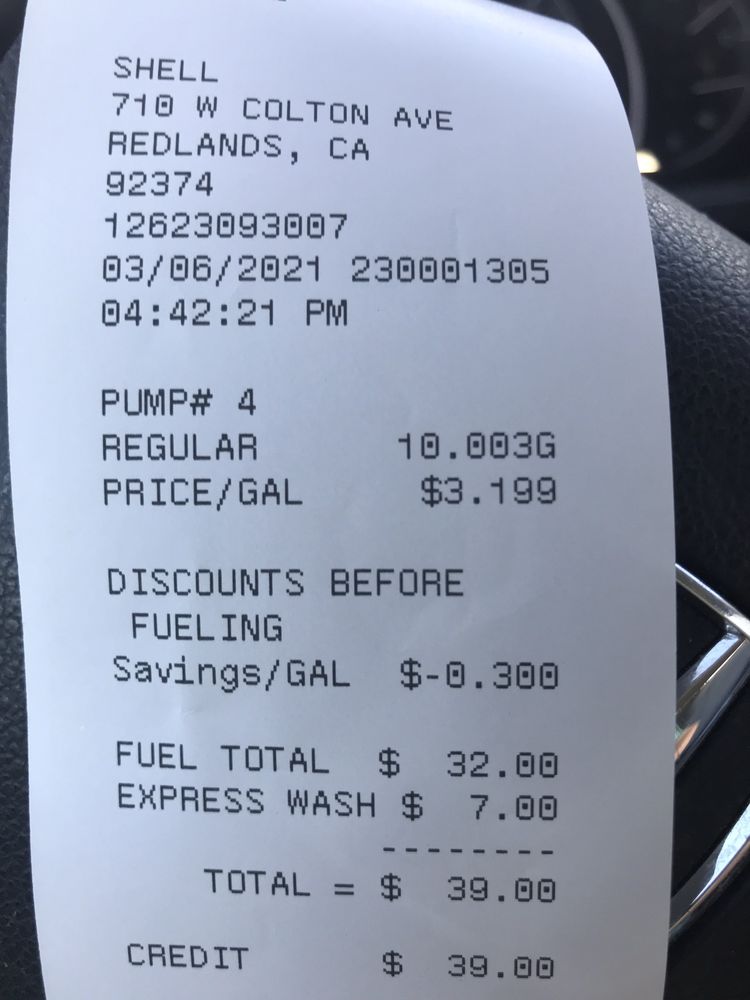 SHELL
710 W COLTON AVE
REDLANDS, CA
92374
12623093007
03/06/2021 230001305
04:42:21 PM
PUMP# 4
REGULAR 10.003G
PRICE/GAL $3.199
DISCOUNTS BEFORE
FUELING
Savings/GAL $-0.300
FUEL TOTAL $ 32.00
EXPRESS WASH $ 7.00
--------
TOTAL = $ 39.00
CREDIT $ 39.00